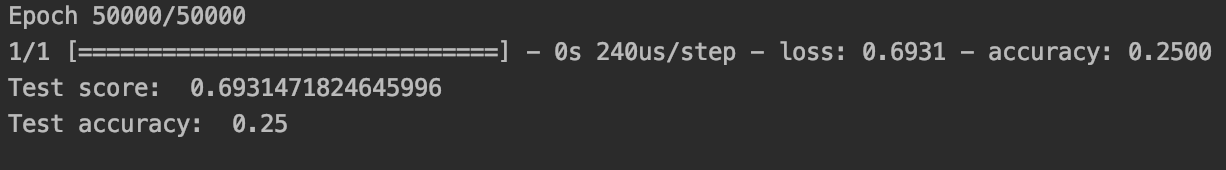 Epoch 50000/50000
1/1 [==============================] - 0s 240us/step - loss: 0.6931 - accuracy: 0.2500
Test score:  0.6931471824645996
Test accuracy:  0.25